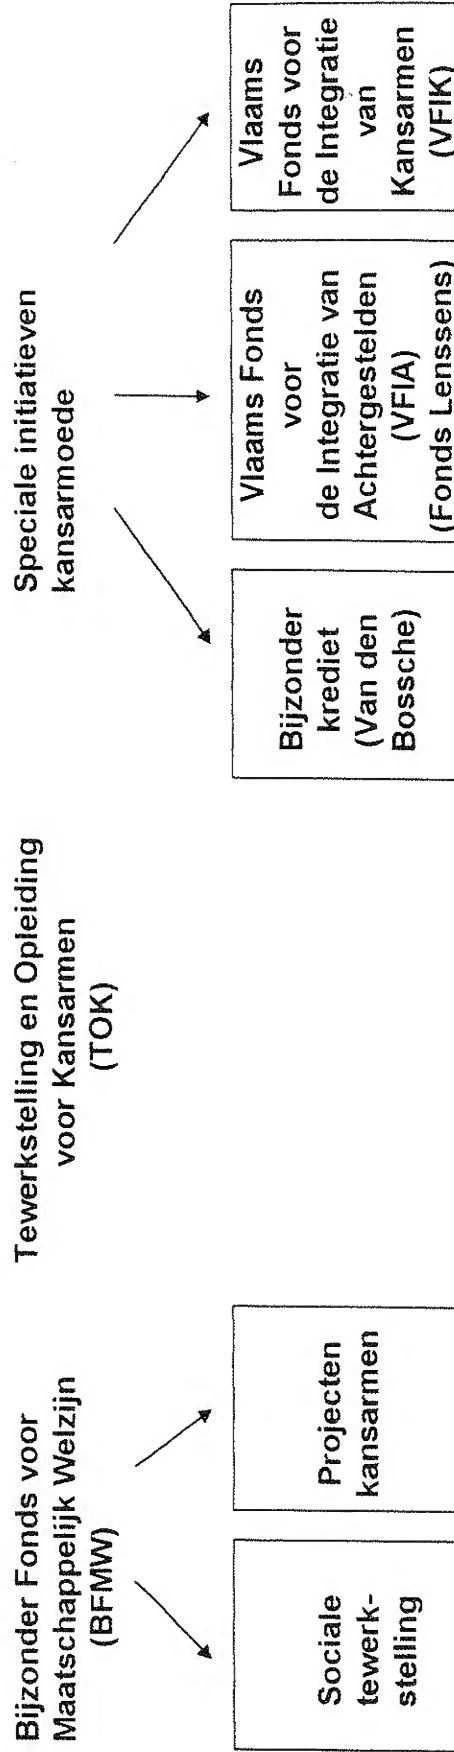 Bijzonder Fonds voor
Maatschappelijk Welzijn
(BFMW)
Tewerkstelling en Opleiding
voor Kansarmen
(TOK)
Speciale initiatieven
kansarmoede
Sociale
tewerk-
stelling
Projecten
kansarmen
Bijzonder
krediet
(Van den
Bossche)
Vlaams Fonds
voor
de Integratie van
Achtergestelden
(VFIA)
(Fonds Lenssens)
Vlaams
Fonds voor
de Integratie
van
Kansarmen
(VFIK)